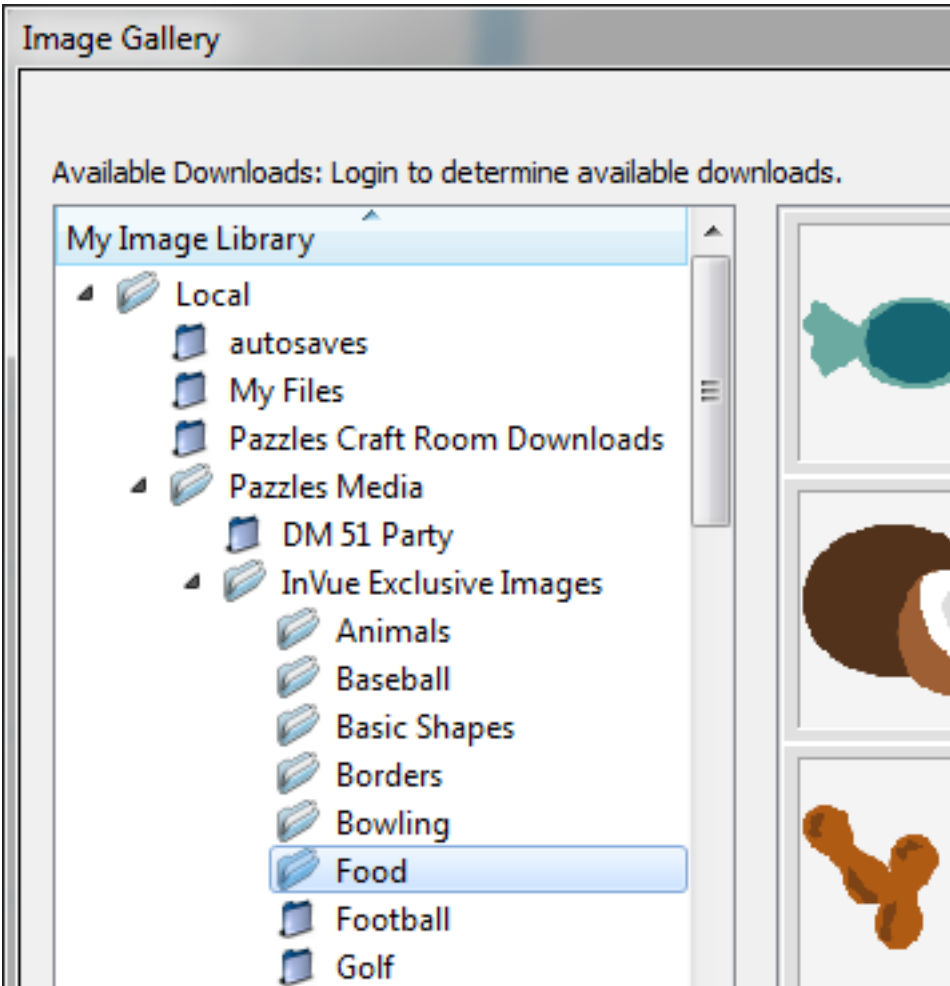 Image Gallery
Available Downloads: Login to determine available downloads.
My Image Library
Local
autosaves
My Files
Pazzles Craft Room Downloads
Pazzles Media
DM 51 Party
InVue Exclusive Images
Animals
Baseball
Basic Shapes
Borders
Bowling
Food
Football
Golf